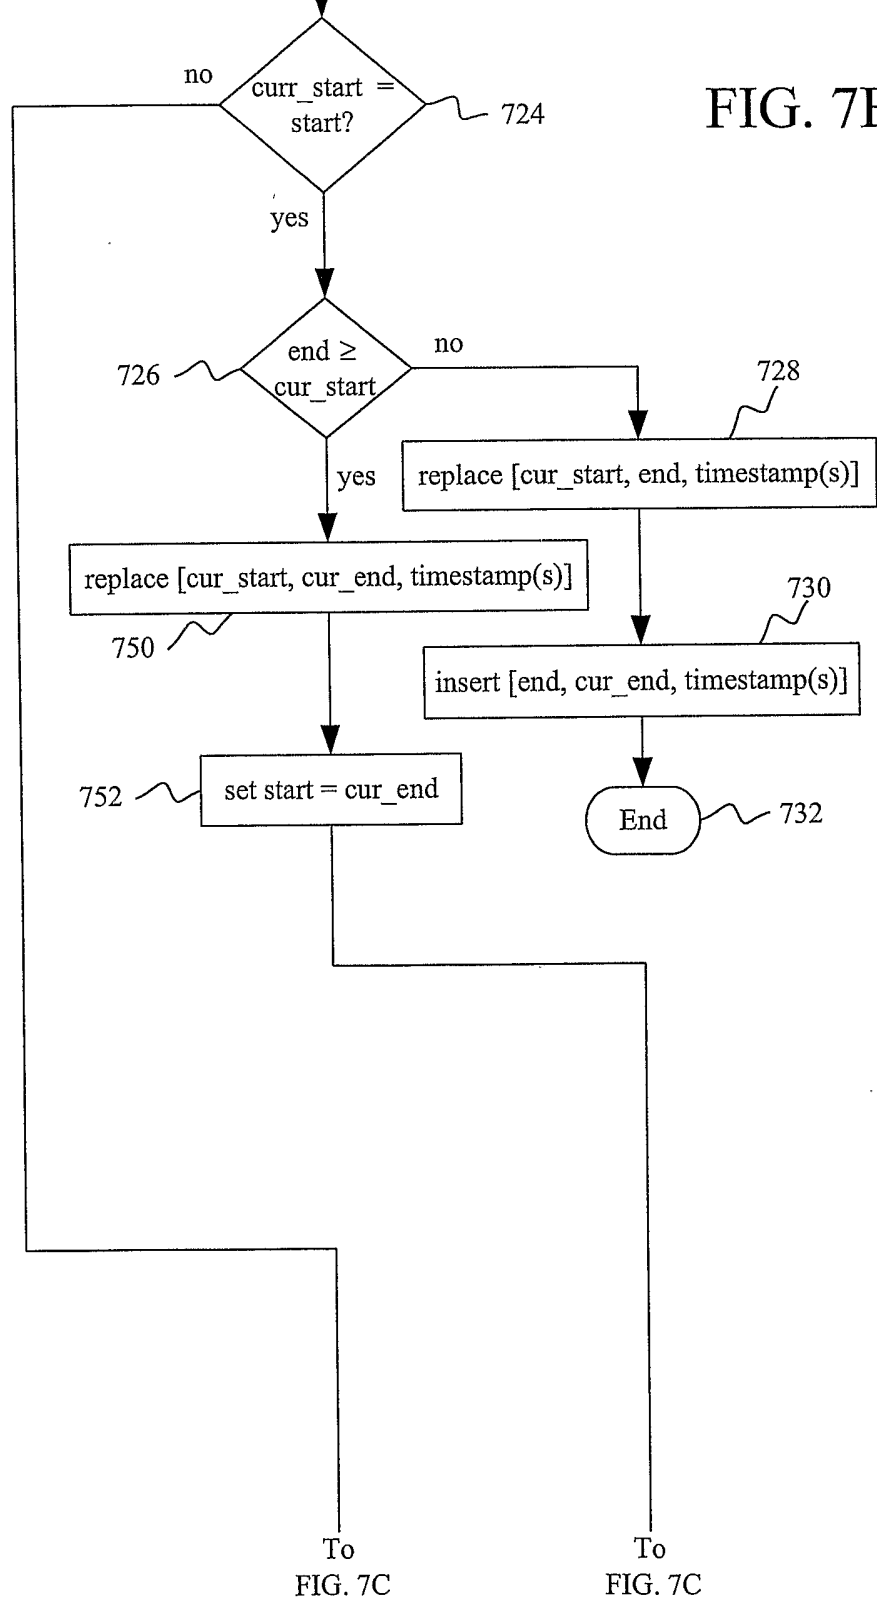 no
curr_start =
start?
724
FIG. 7B
yes
end ≥
cur_start
no
726
728
replace [cur_start, end, timestamp(s)]
yes
replace [cur_start, cur_end, timestamp(s)]
750
730
insert [end, cur_end, timestamp(s)]
set start = cur_end
752
End
732
To
FIG. 7C
To
FIG. 7C